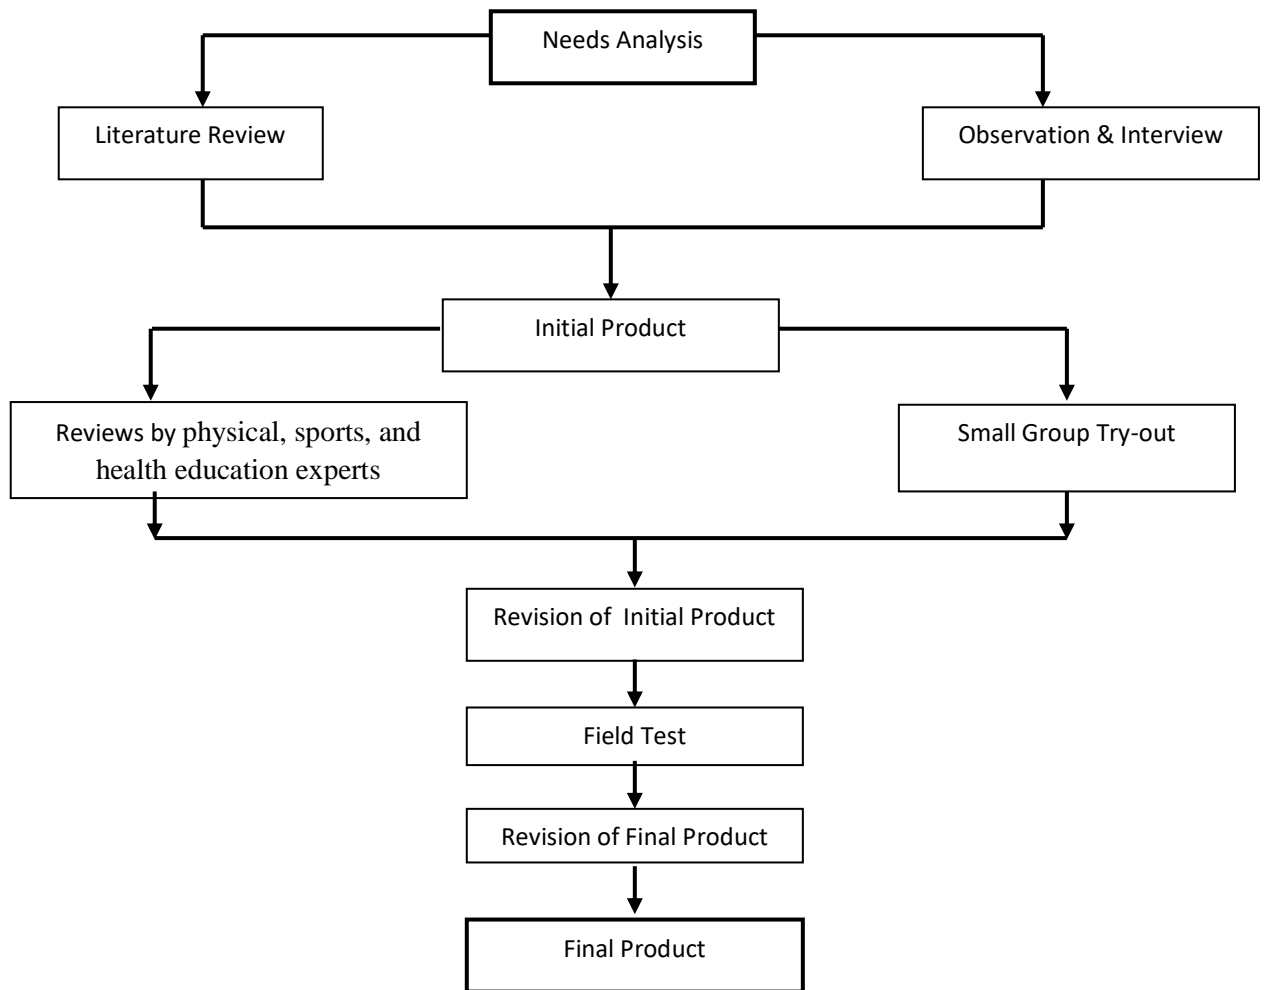 Needs Analysis
Literature Review
Observation & Interview
Initial Product
Reviews by physical, sports, and
health education experts
Small Group Try-out
Revision of  Initial Product
Field Test
Revision of Final Product
Final Product